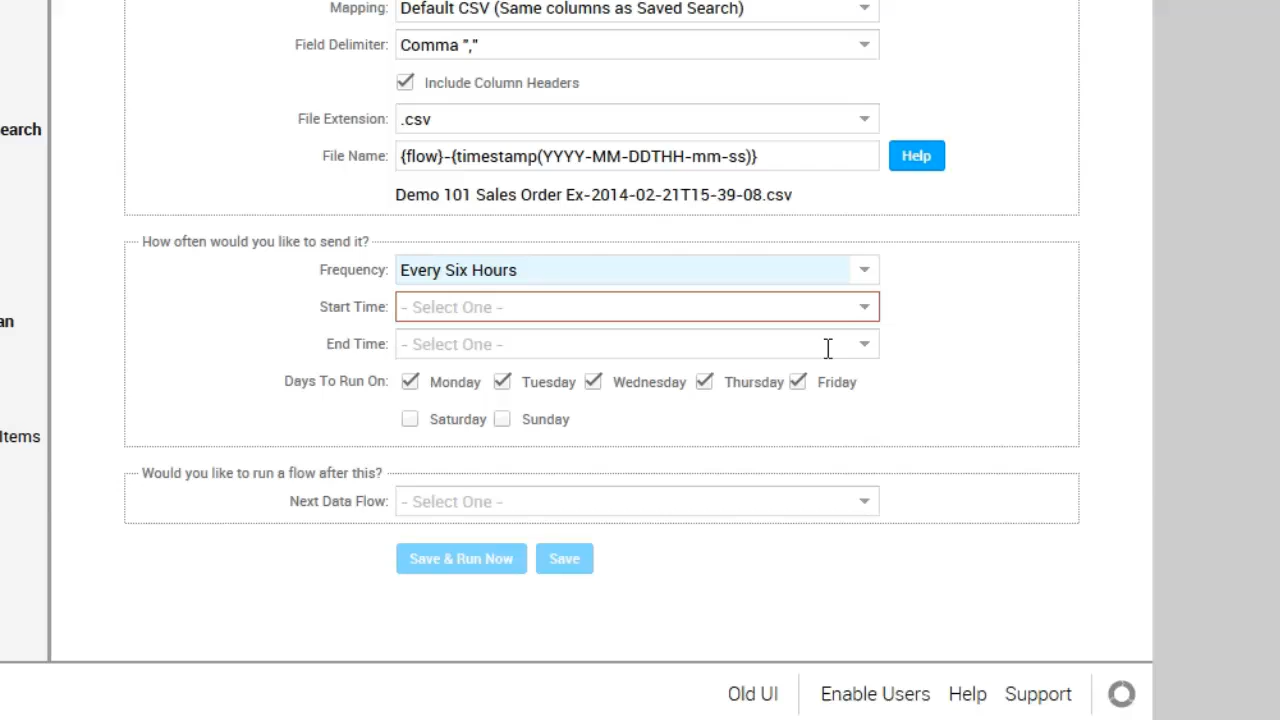 Mapping: Default CSV (Same columns as Saved Search)
Field Delimiter: Comma ","
Include Column Headers
earch
File Extension: .csv
File Name: {flow}-{timestamp(YYYY-MM-DDTHH-mm-ss)} Help
Demo 101 Sales Order Ex-2014-02-21T15-39-08.csv
How often would you like to send it?
Frequency: Every Six Hours
Start Time: - Select One -
an
End Time: - Select One -
Days To Run On: Monday Tuesday Wednesday Thursday Friday
Saturday Sunday
Items
Would you like to run a flow after this?
Next Data Flow: - Select One -
Save & Run Now Save
Old UI Enable Users Help Support